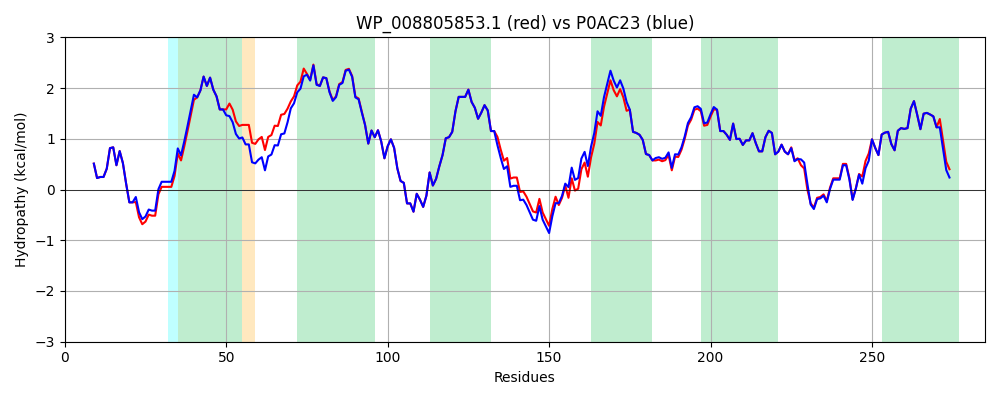 WP_008805853.1 (red) vs P0AC23 (blue)
Hydropathy (kcal/mol)
3
2
1
0
−1
−2
−3
0 50 100 150 200 250
Residues